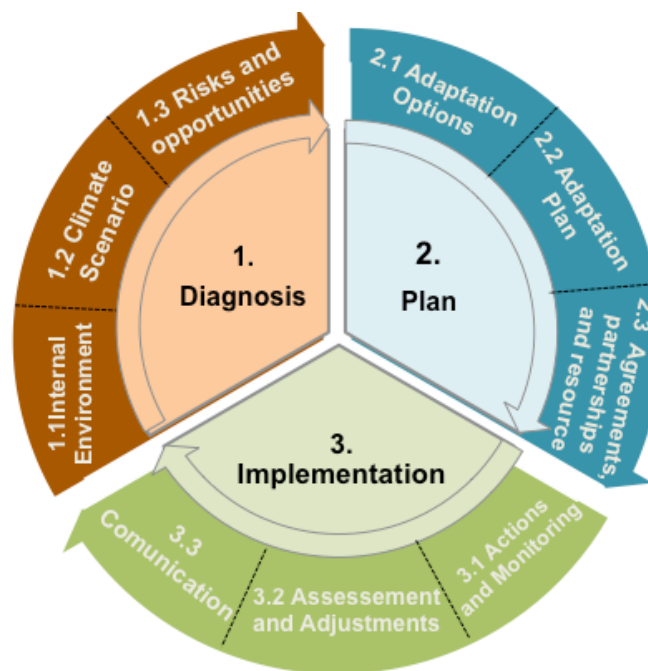 1.
Diagnosis
1.1Internal
Environment
1.2 Climate
Scenario
1.3 Risks and
opportunities
2.
Plan
2.1 Adaptation
Options
2.2 Adaptation
Plan
2.3 Agreements,
partnerships
and resource
3.
Implementation
3.1 Actions
and Monitoring
3.2 Assessement
and Adjustments
3.3
Comunication